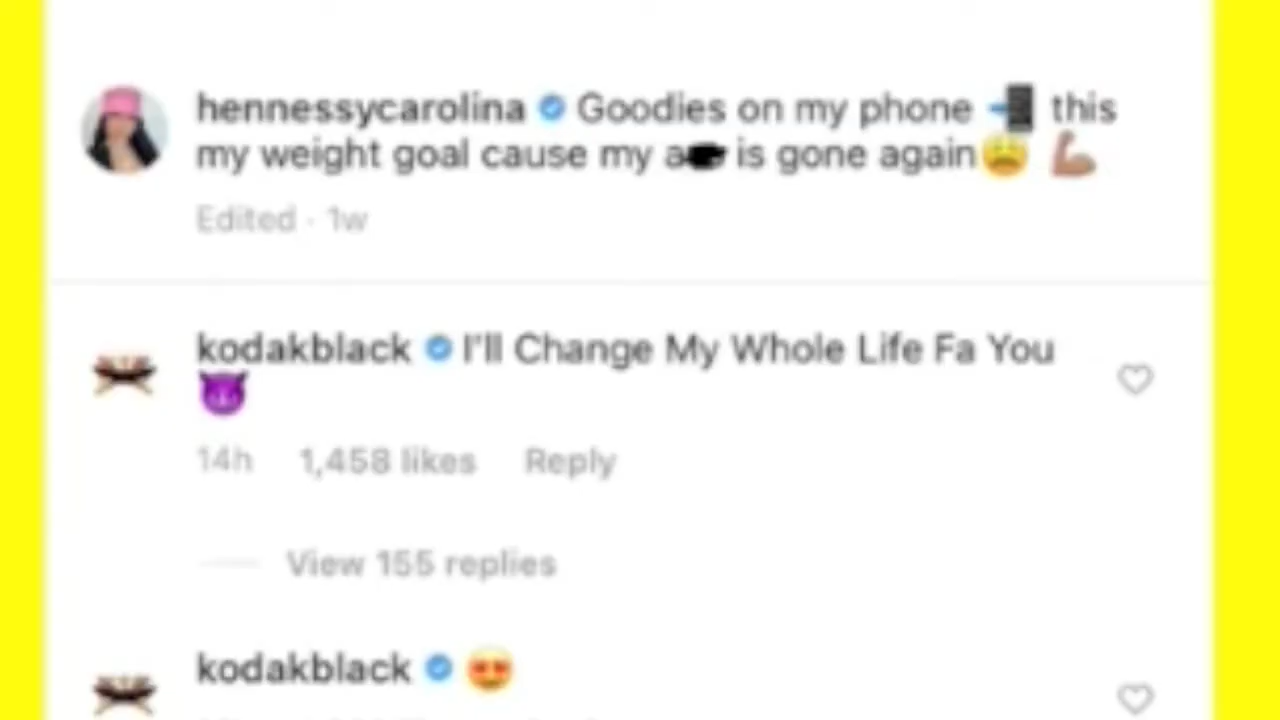 hennessycarolina Goodies on my phone 📲 this
my weight goal cause my a is gone again😩 💪🏽
Edited · 1w
kodakblack I'll Change My Whole Life Fa You
😈
14h 1,458 likes Reply
View 155 replies
kodakblack 😍